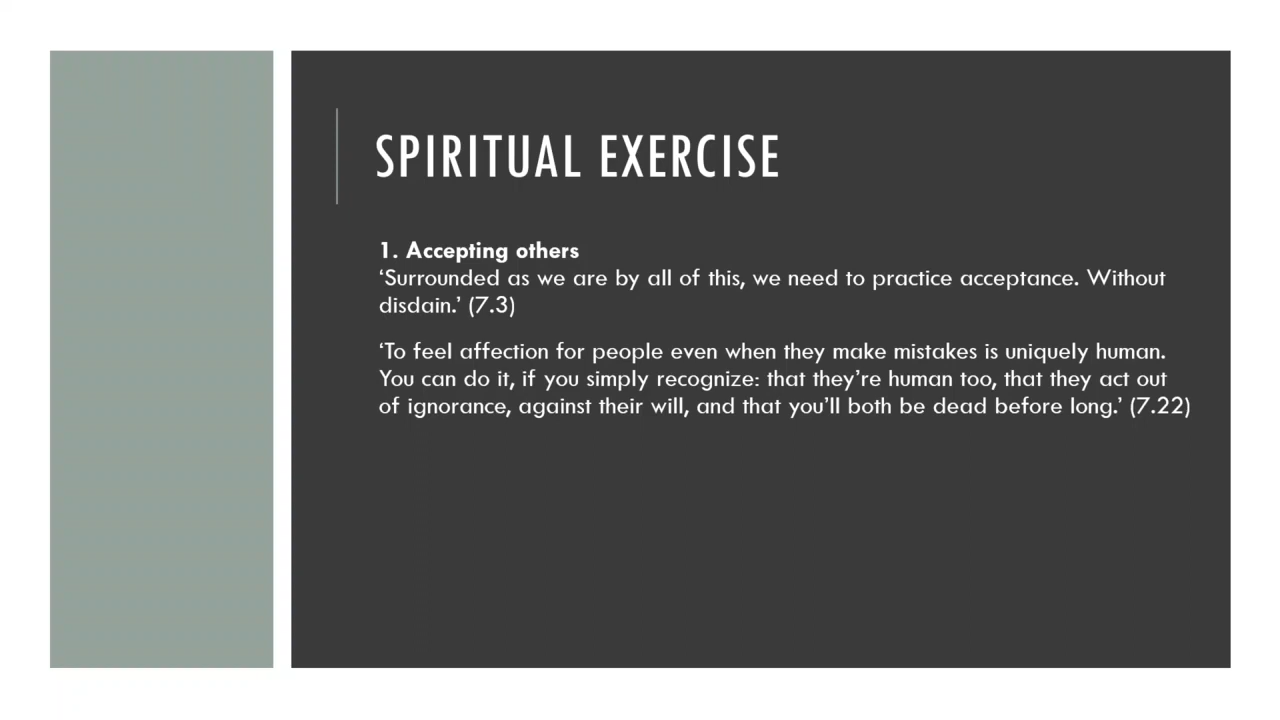 SPIRITUAL EXERCISE
1. Accepting others
‘Surrounded as we are by all of this, we need to practice acceptance. Without
disdain.’ (7.3)
‘To feel affection for people even when they make mistakes is uniquely human.
You can do it, if you simply recognize: that they’re human too, that they act out
of ignorance, against their will, and that you’ll both be dead before long.’ (7.22)